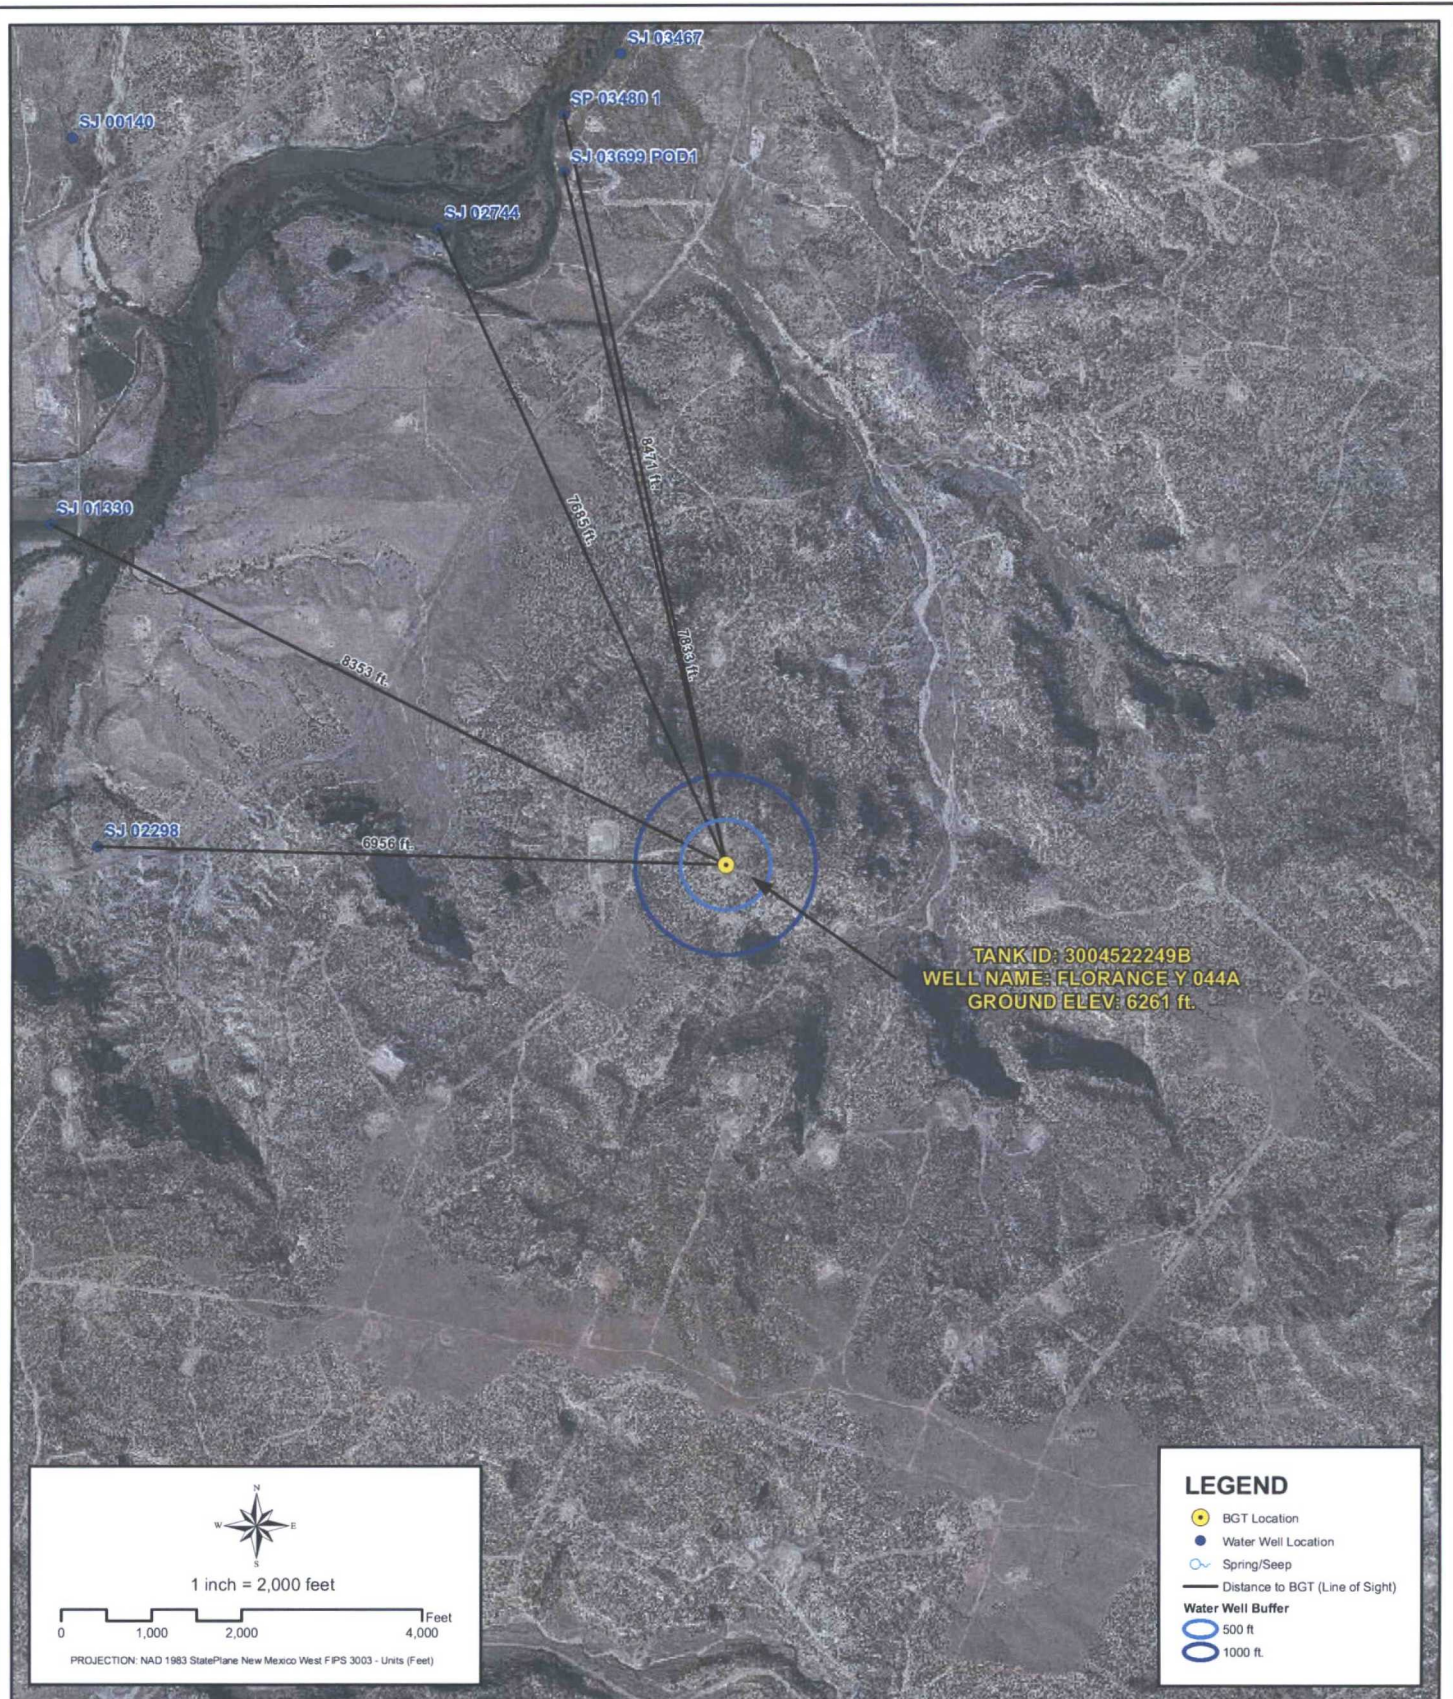 SJ 03467
SP 03480 1
SJ 00140
SJ 03699 POD1
SJ 02744
8471 ft.
7685 ft.
SJ 01330
7833 ft.
8353 ft.
SJ 02298
6956 ft.
TANK ID: 3004522249B
WELL NAME: FLORANCE Y 044A
GROUND ELEV: 6261 ft.
N
W E
S
1 inch = 2,000 feet
Feet
0 1,000 2,000 4,000
PROJECTION: NAD 1983 StatePlane New Mexico West FIPS 3003 - Units (Feet)
LEGEND
BGT Location
Water Well Location
Spring/Seep
Distance to BGT (Line of Sight)
Water Well Buffer
500 ft
1000 ft.